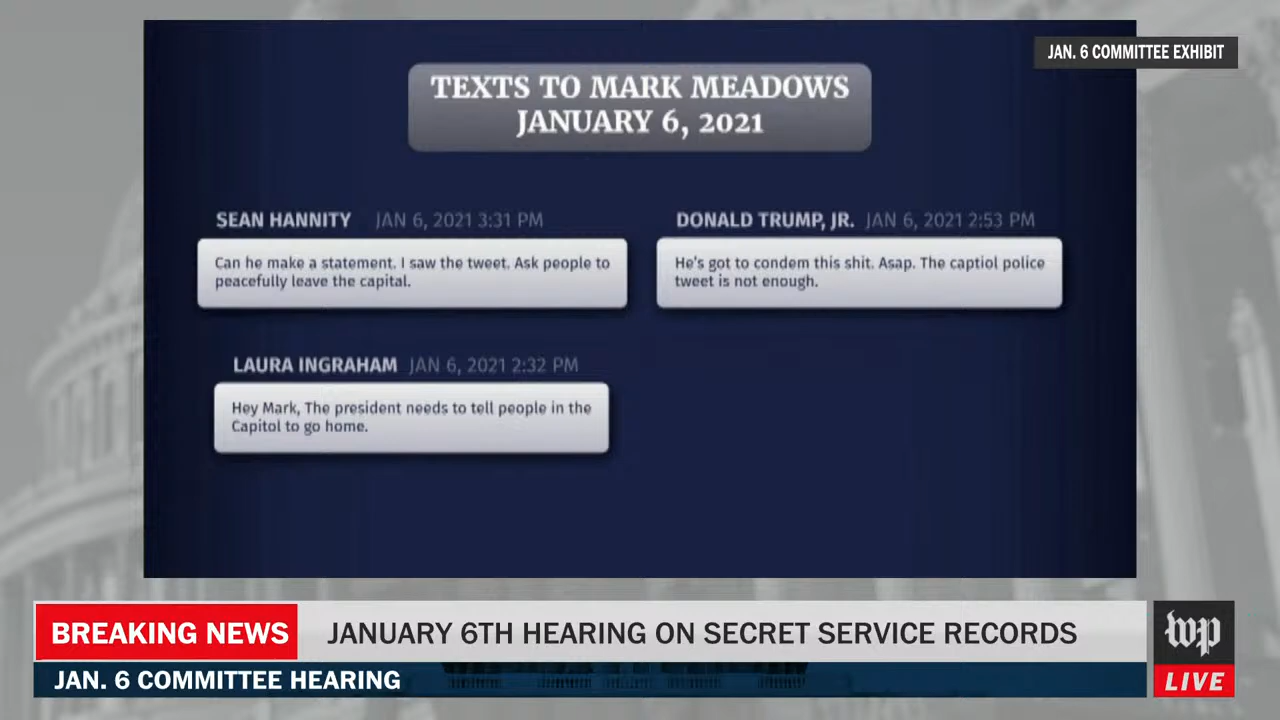 JAN. 6 COMMITTEE EXHIBIT
TEXTS TO MARK MEADOWS
JANUARY 6, 2021
SEAN HANNITY JAN 6, 2021 3:31 PM
Can he make a statement. I saw the tweet. Ask people to
peacefully leave the capital.
DONALD TRUMP, JR. JAN 6, 2021 2:53 PM
He's got to condem this shit. Asap. The captiol police
tweet is not enough.
LAURA INGRAHAM JAN 6, 2021 2:32 PM
Hey Mark, The president needs to tell people in the
Capitol to go home.
BREAKING NEWS JANUARY 6TH HEARING ON SECRET SERVICE RECORDS
JAN. 6 COMMITTEE HEARING
wp
LIVE